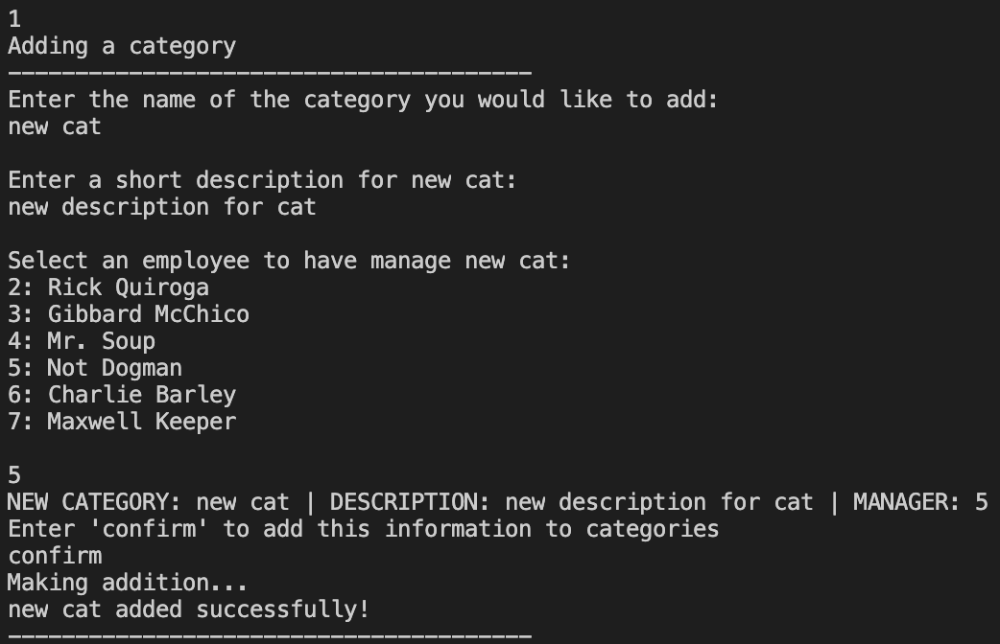 1
Adding a category
---------------------------------------
Enter the name of the category you would like to add:
new cat

Enter a short description for new cat:
new description for cat

Select an employee to have manage new cat:
2: Rick Quiroga
3: Gibbard McChico
4: Mr. Soup
5: Not Dogman
6: Charlie Barley
7: Maxwell Keeper

5
NEW CATEGORY: new cat | DESCRIPTION: new description for cat | MANAGER: 5
Enter 'confirm' to add this information to categories
confirm
Making addition...
new cat added successfully!
---------------------------------------